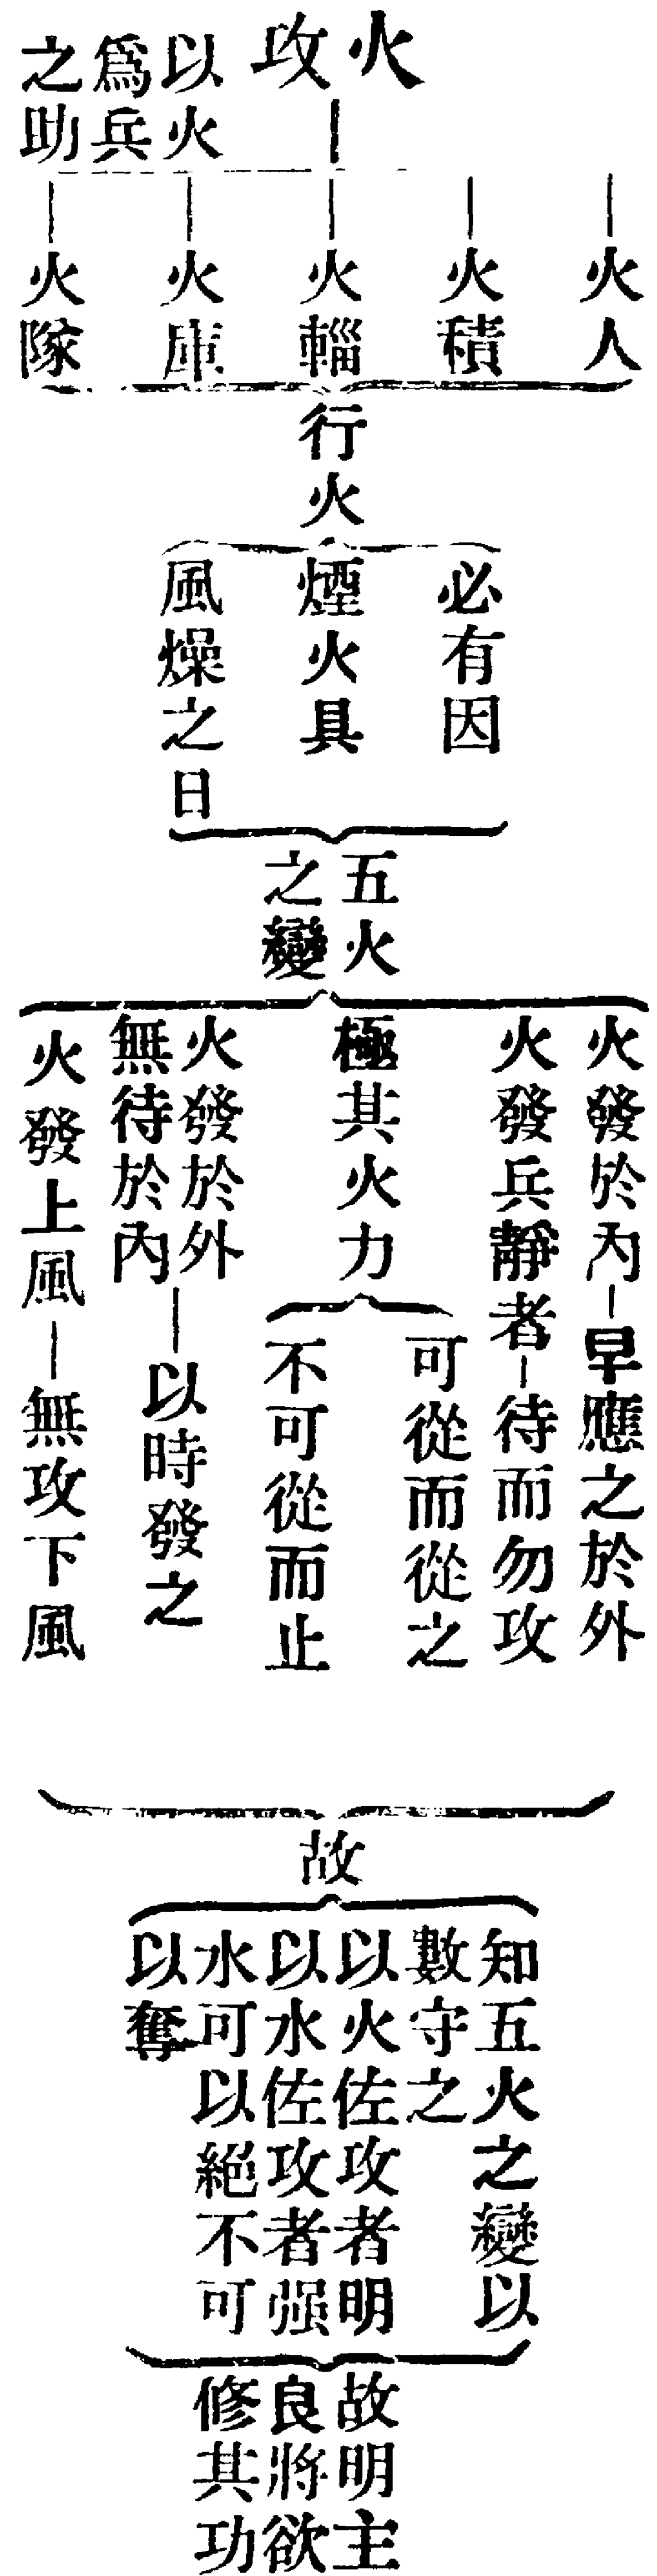 火攻
以火
爲兵
之助
火人
火積
火輜
火庫
火隊
行火
必有因
煙火具
風燥之日
五火
之變
火發於內
早應之於外
火發兵靜者
待而勿攻
極其火力
可從而從之
不可從而止
火發於外
無待於內
以時發之
火發上風
無攻下風
故
知五火之變以
數守之
以火佐攻者明
以水佐攻者强
水可以絕不可
以奪
故明主
良將欲
修其功